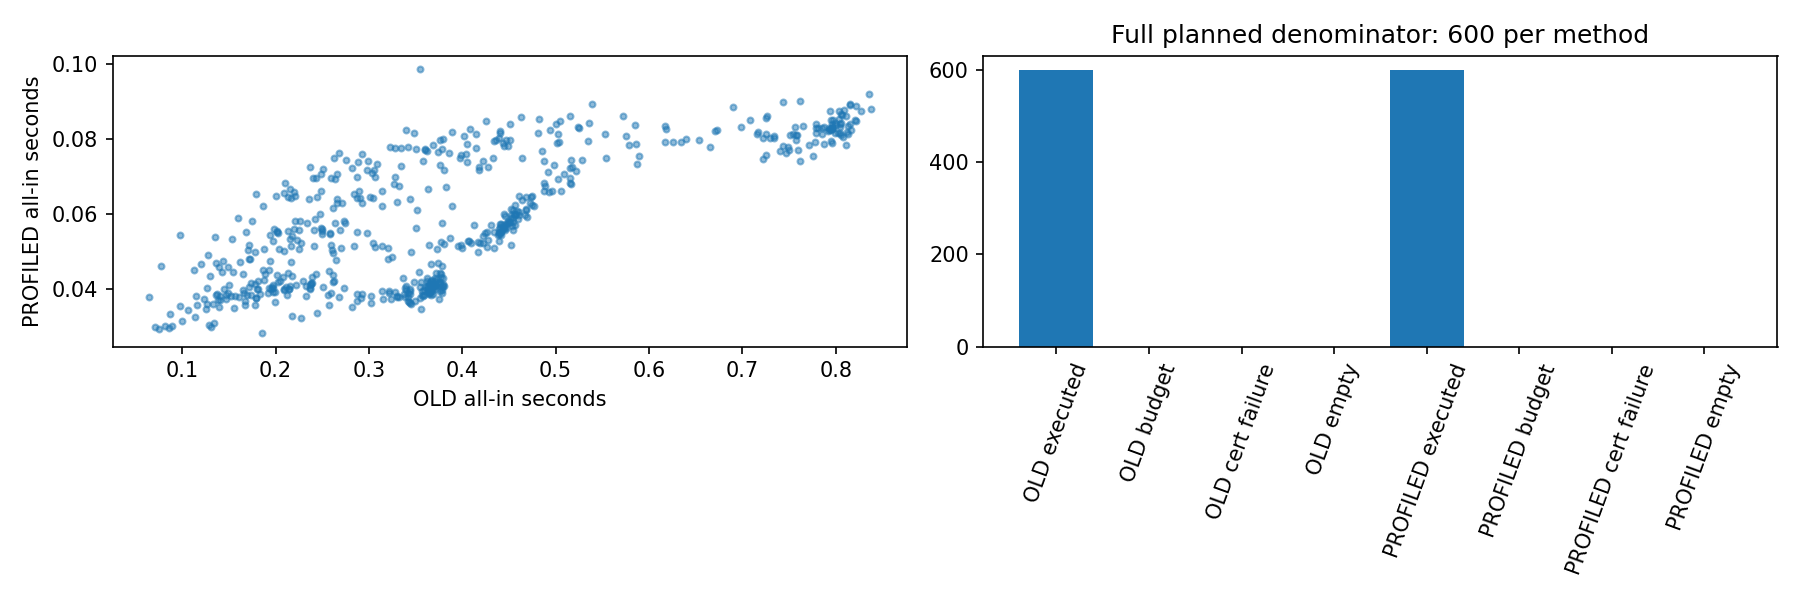 PROFILED all-in seconds
0.10
0.08
0.06
0.04
0.1 0.2 0.3 0.4 0.5 0.6 0.7 0.8
OLD all-in seconds
Full planned denominator: 600 per method
600
400
200
0
OLD executed
OLD budget
OLD cert failure
OLD empty
PROFILED executed
PROFILED budget
PROFILED cert failure
PROFILED empty